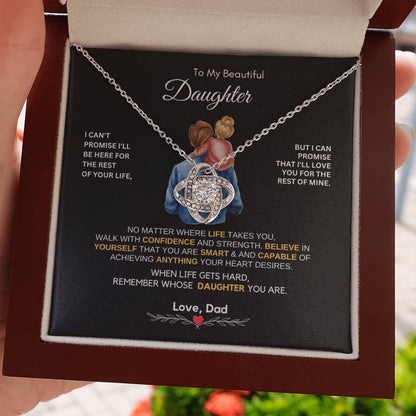 To My Beautiful
Daughter
I CAN'T
PROMISE I'LL
BE HERE FOR
THE REST
OF YOUR LIFE,
BUT I CAN
PROMISE
THAT I'LL LOVE
YOU FOR THE
REST OF MINE.
NO MATTER WHERE LIFE TAKES YOU,
WALK WITH CONFIDENCE AND STRENGTH. BELIEVE IN
YOURSELF THAT YOU ARE SMART & AND CAPABLE OF
ACHIEVING ANYTHING YOUR HEART DESIRES.
WHEN LIFE GETS HARD,
REMEMBER WHOSE DAUGHTER YOU ARE.
Love, Dad